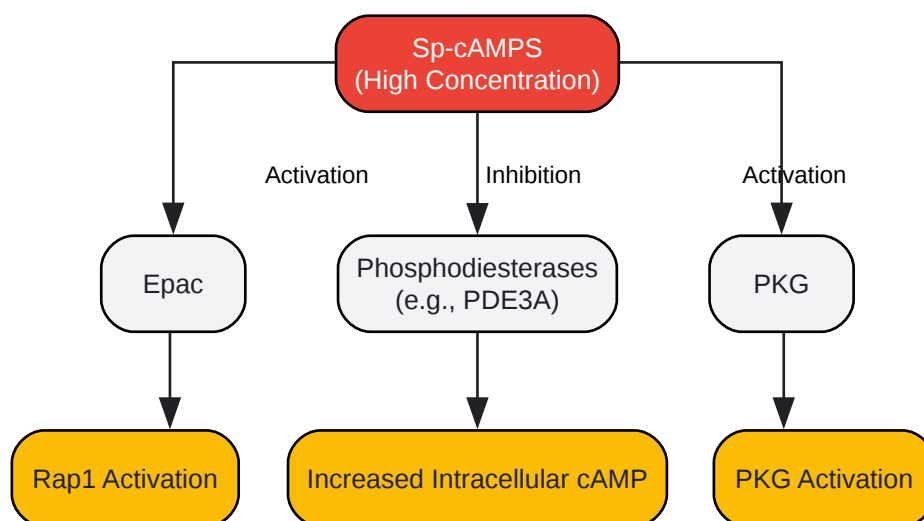 Sp-cAMPS
(High Concentration)
Activation
Inhibition
Activation
Epac
Phosphodiesterases
(e.g., PDE3A)
PKG
Rap1 Activation
Increased Intracellular cAMP
PKG Activation